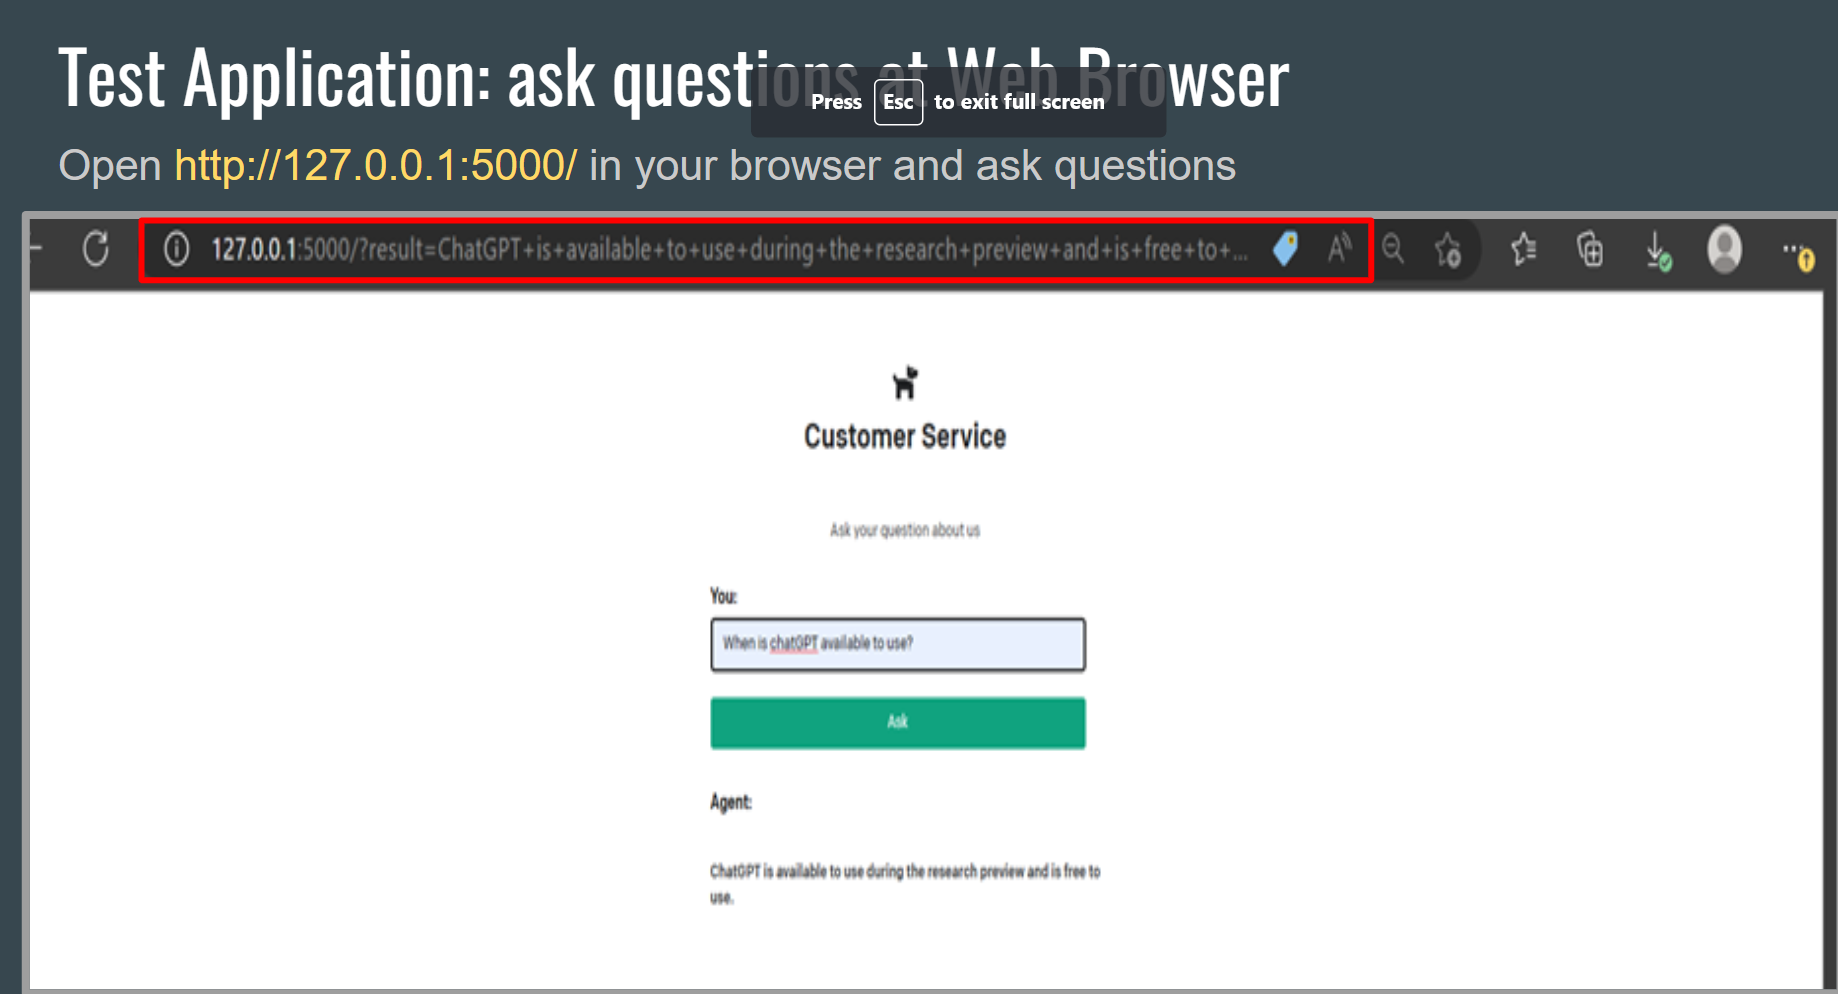 Test Application: ask questions at Web Browser
Press Esc to exit full screen
Open http://127.0.0.1:5000/ in your browser and ask questions
127.0.0.1:5000/?result=ChatGPT+is+available+to+use+during+the+research+preview+and+is+free+to+...
Customer Service
Ask your question about us
You:
When is chatGPT available to use?
Ask
Agent:
ChatGPT is available to use during the research preview and is free to
use.